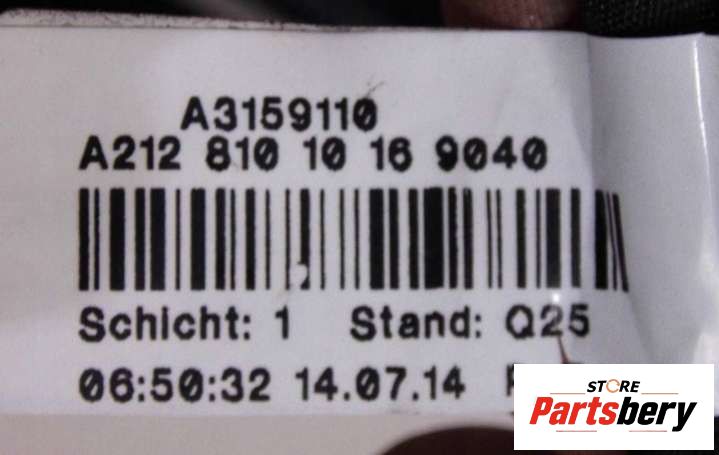 A3159110
A212 810 10 16 9040
Schicht: 1 Stand: Q25
06:50:32 14.07.14
STORE
Partsbery